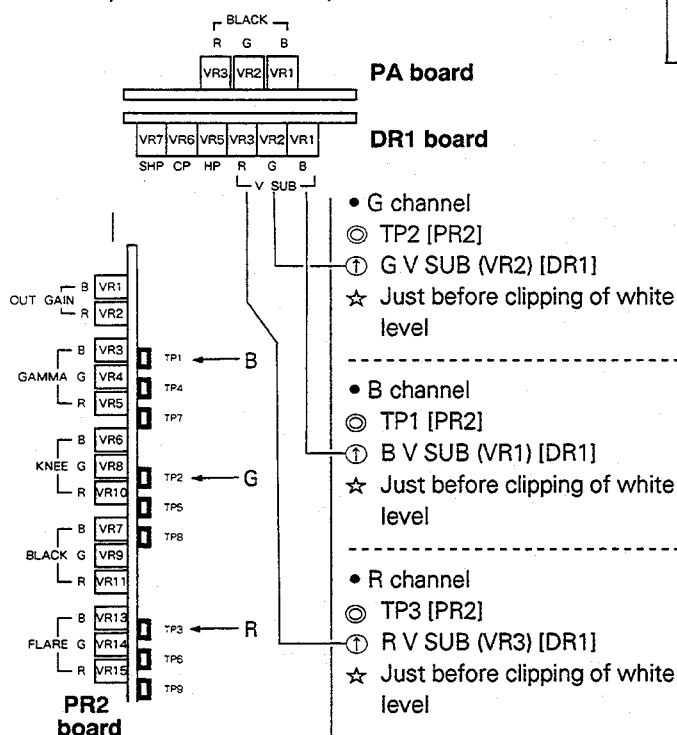 BLACK
R G B
VR3 VR2 VR1
PA board
DR1 board
VR7 VR6 VR5 VR3 VR2 VR1
SHP CP HP R G B
V SUB
OUT GAIN
B VR1
R VR2
GAMMA
B VR3
G VR4
R VR5
KNEE
B VR6
G VR8
R VR10
BLACK
B VR7
G VR9
R VR11
FLARE
B VR13
G VR14
R VR15
PR2
board
TP1 B
TP4
TP7
TP2 G
TP5
TP8
TP3 R
TP6
TP9
• G channel
◎ TP2 [PR2]
① G V SUB (VR2) [DR1]
☆ Just before clipping of white
level
• B channel
◎ TP1 [PR2]
① B V SUB (VR1) [DR1]
☆ Just before clipping of white
level
• R channel
◎ TP3 [PR2]
① R V SUB (VR3) [DR1]
☆ Just before clipping of white
level